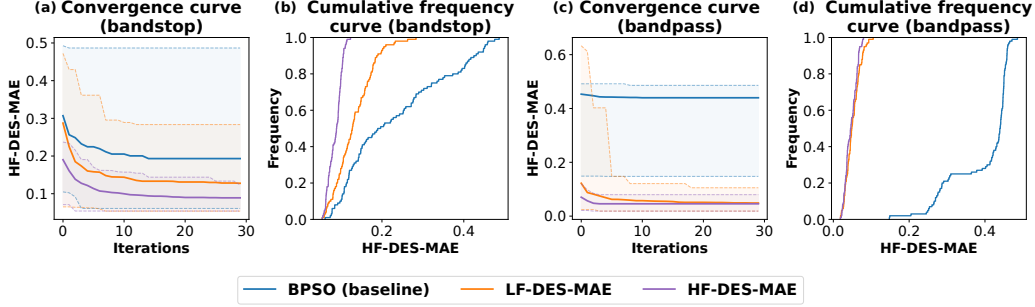 (a) Convergence curve
(bandstop)
HF-DES-MAE
0.5
0.4
0.3
0.2
0.1
0
10
20
30
Iterations
(b) Cumulative frequency
curve (bandstop)
Frequency
1.0
0.8
0.6
0.4
0.2
0.0
0.2
0.4
HF-DES-MAE
(c) Convergence curve
(bandpass)
HF-DES-MAE
0.6
0.4
0.2
0.0
0
10
20
30
Iterations
(d) Cumulative frequency
curve (bandpass)
Frequency
1.0
0.8
0.6
0.4
0.2
0.0
0.2
0.4
HF-DES-MAE
BPSO (baseline) LF-DES-MAE HF-DES-MAE